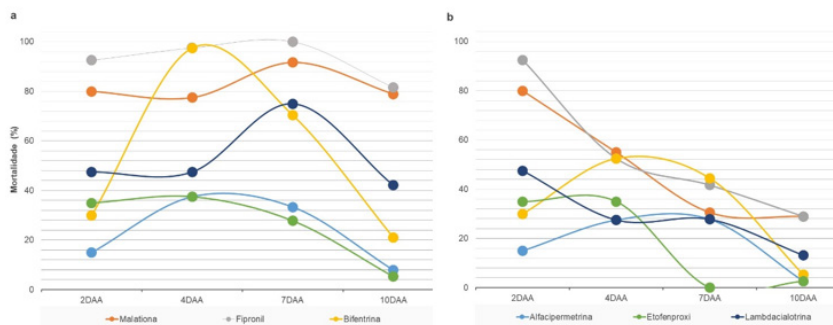 a
b
100
80
60
40
20
0
Mortalidade (%)
2DAA 4DAA 7DAA 10DAA
Malationa Fipronil Bifentrina
100
80
60
40
20
0
2DAA 4DAA 7DAA 10DAA
Alfacipermetrina Etofenproxi Lambdacialotrina